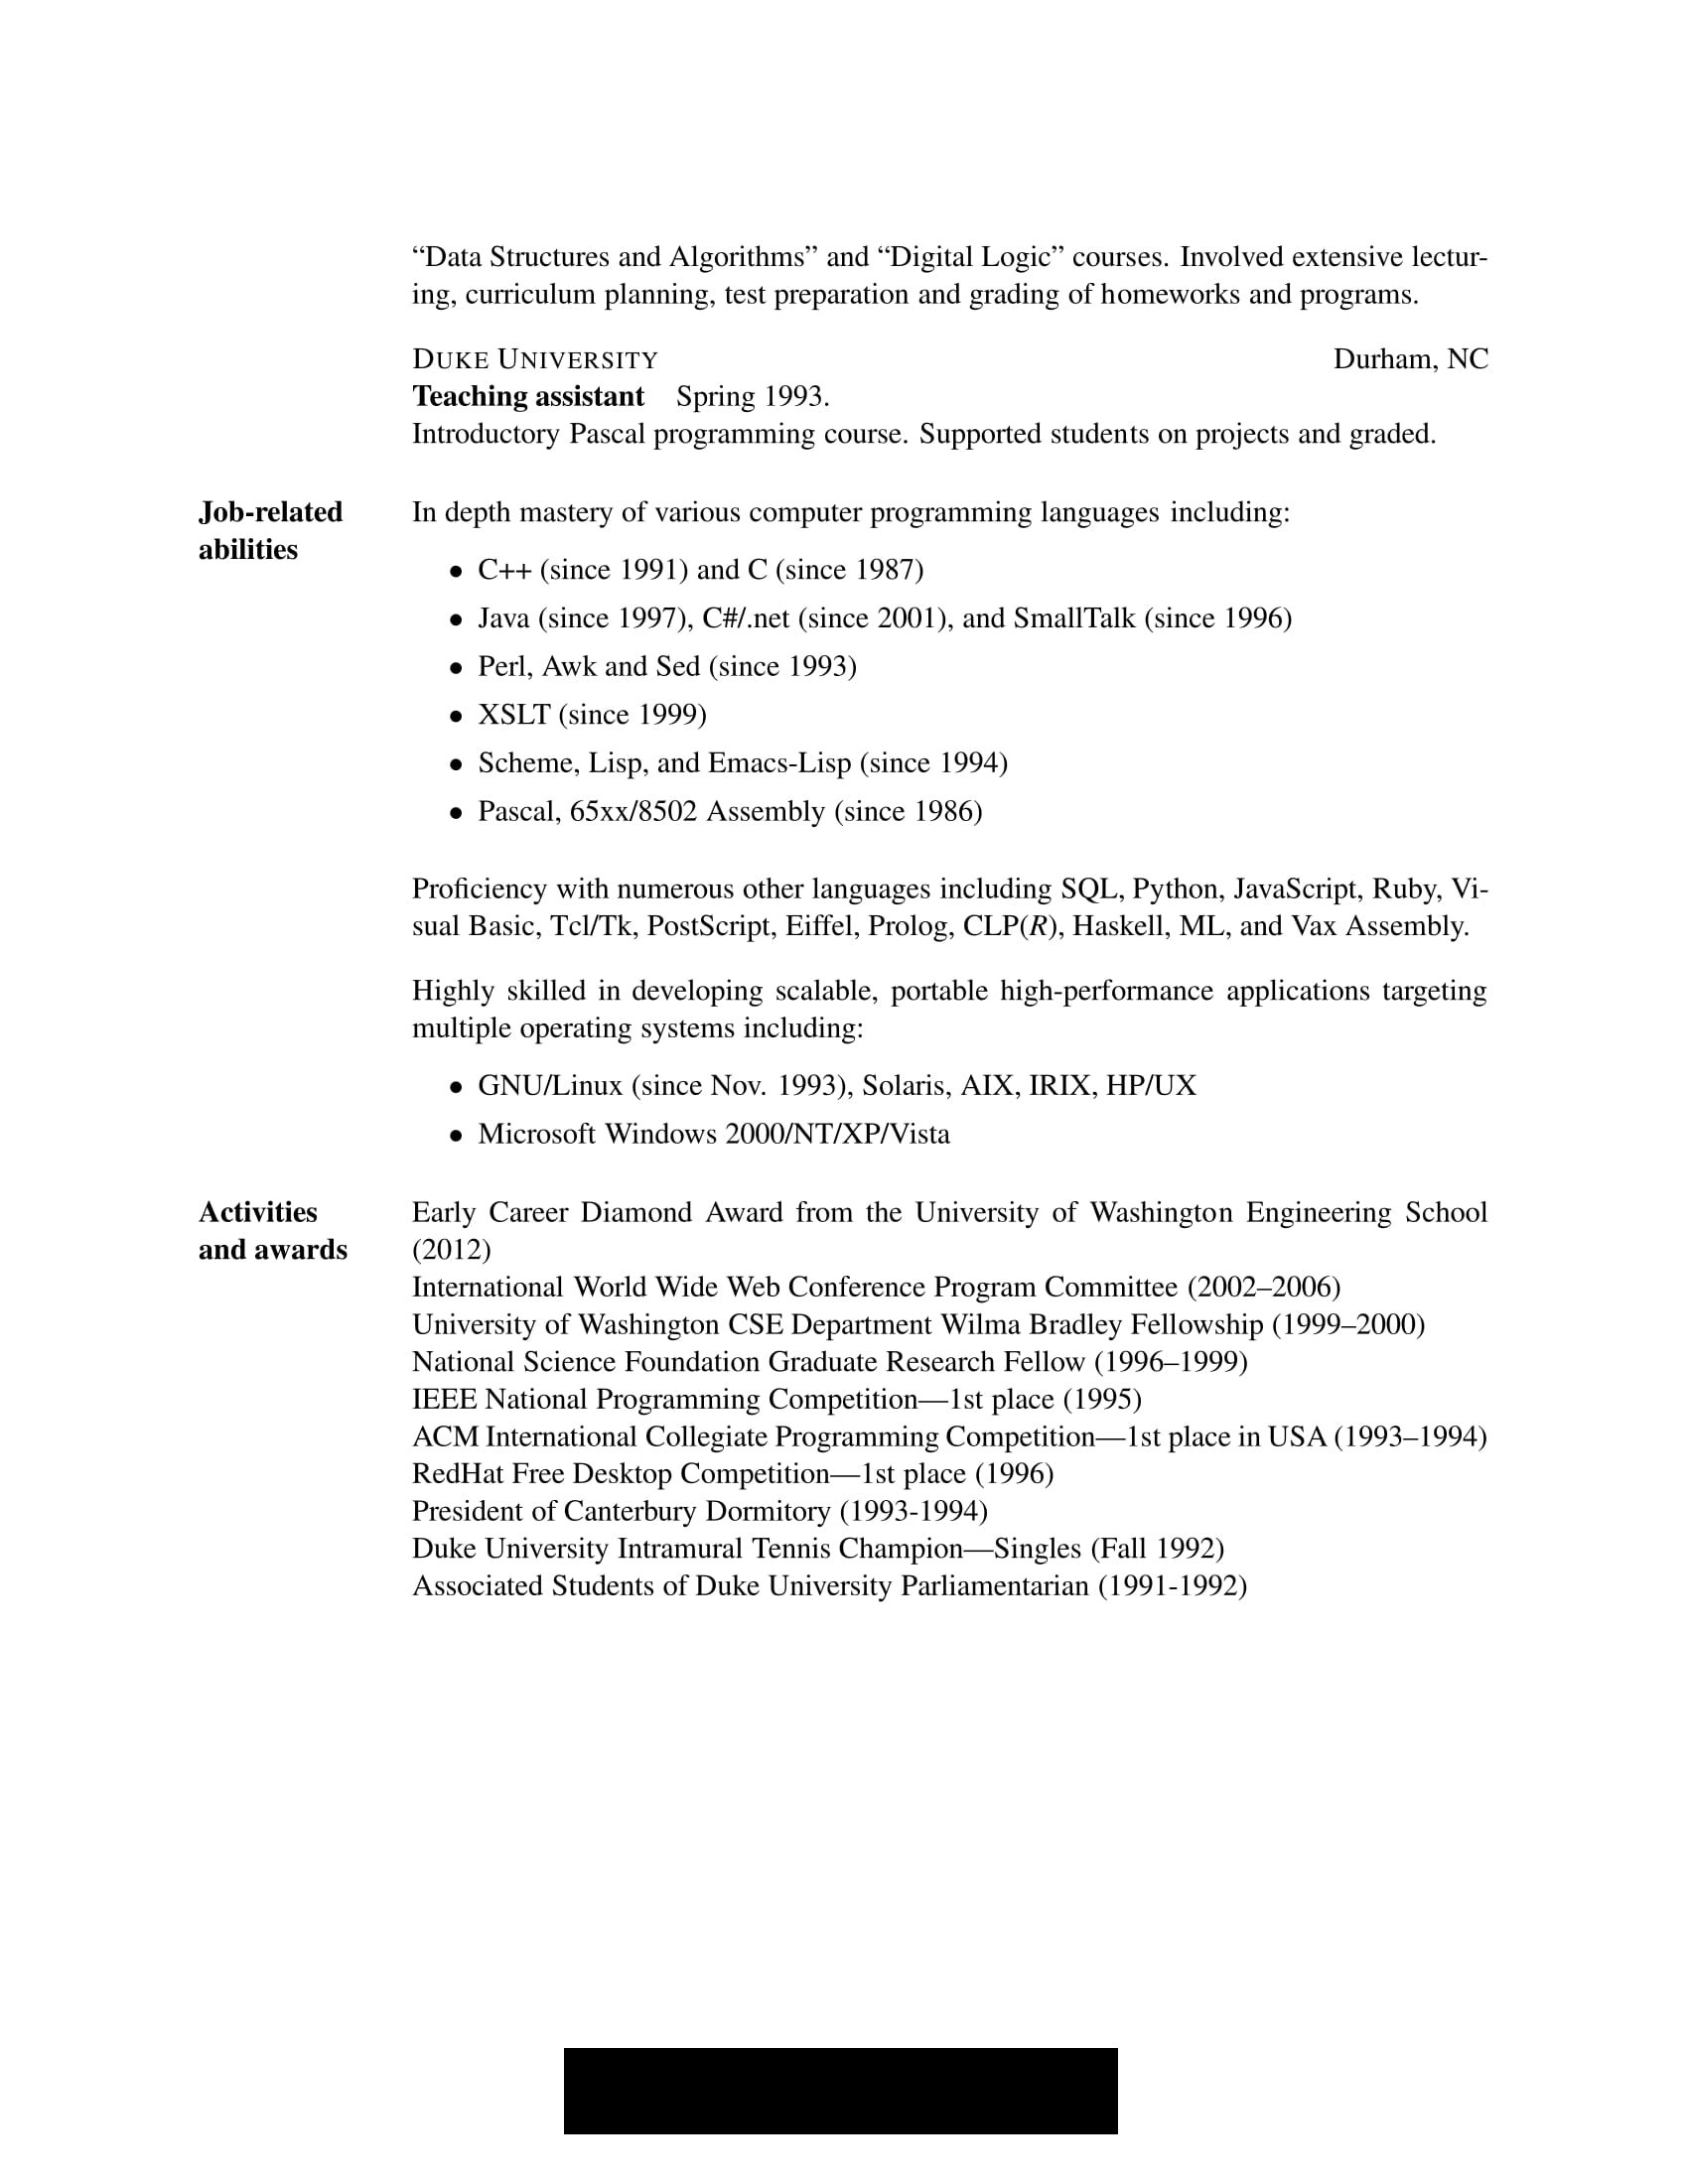 “Data Structures and Algorithms” and “Digital Logic” courses. Involved extensive lectur-
ing, curriculum planning, test preparation and grading of homeworks and programs.
DUKE UNIVERSITY Durham, NC
Teaching assistant Spring 1993.
Introductory Pascal programming course. Supported students on projects and graded.
Job-related In depth mastery of various computer programming languages including:
abilities
• C++ (since 1991) and C (since 1987)
• Java (since 1997), C#/.net (since 2001), and SmallTalk (since 1996)
• Perl, Awk and Sed (since 1993)
• XSLT (since 1999)
• Scheme, Lisp, and Emacs-Lisp (since 1994)
• Pascal, 65xx/8502 Assembly (since 1986)
Proficiency with numerous other languages including SQL, Python, JavaScript, Ruby, Vi-
sual Basic, Tcl/Tk, PostScript, Eiffel, Prolog, CLP(R), Haskell, ML, and Vax Assembly.
Highly skilled in developing scalable, portable high-performance applications targeting
multiple operating systems including:
• GNU/Linux (since Nov. 1993), Solaris, AIX, IRIX, HP/UX
• Microsoft Windows 2000/NT/XP/Vista
Activities Early Career Diamond Award from the University of Washington Engineering School
and awards (2012)
International World Wide Web Conference Program Committee (2002–2006)
University of Washington CSE Department Wilma Bradley Fellowship (1999–2000)
National Science Foundation Graduate Research Fellow (1996–1999)
IEEE National Programming Competition—1st place (1995)
ACM International Collegiate Programming Competition—1st place in USA (1993–1994)
RedHat Free Desktop Competition—1st place (1996)
President of Canterbury Dormitory (1993-1994)
Duke University Intramural Tennis Champion—Singles (Fall 1992)
Associated Students of Duke University Parliamentarian (1991-1992)